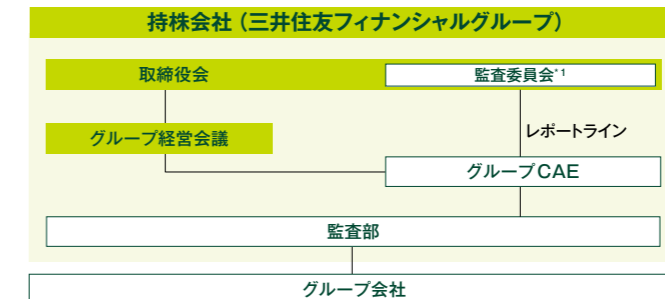 持株会社(三井住友フィナンシャルグループ)
取締役会
監査委員会*1
グループ経営会議
レポートライン
グループCAE
監査部
グループ会社